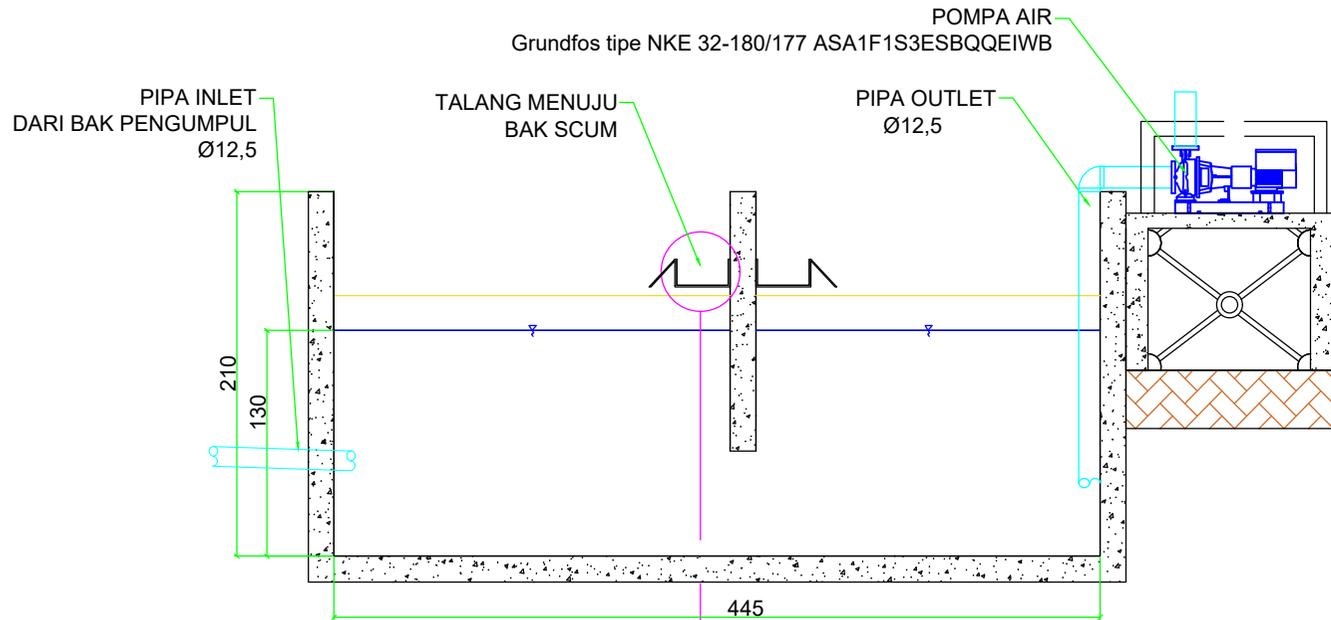 POMPA AIR
Grundfos tipe NKE 32-180/177 ASA1F1S3ESBQQEIWB
PIPA INLET
DARI BAK PENGUMPUL
Ø12,5
TALANG MENUJU
BAK SCUM
PIPA OUTLET
Ø12,5
210
130
445